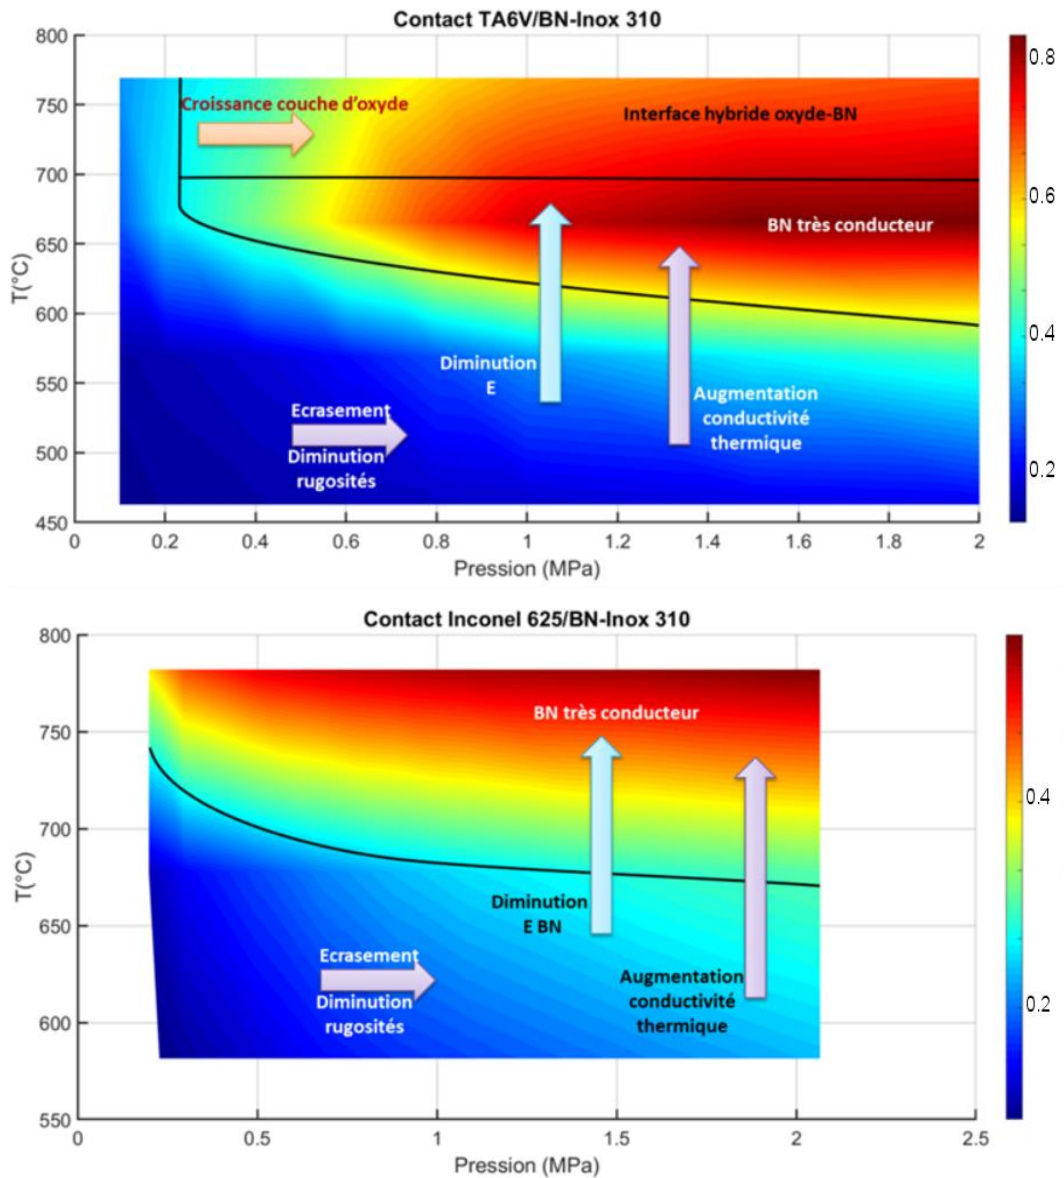 Contact TA6V/BN-Inox 310
800
750
700
650
600
550
500
450
T(°C)
Croissance couche d'oxyde
Interface hybride oxyde-BN
BN très conducteur
Diminution
E
Augmentation
conductivité
thermique
Ecrasement
Diminution
rugosités
0
0.2
0.4
0.6
0.8
1
1.2
1.4
1.6
1.8
2
Pression (MPa)
0.8
0.6
0.4
0.2
Contact Inconel 625/BN-Inox 310
800
750
700
650
600
550
T(°C)
BN très conducteur
Diminution
E BN
Ecrasement
Diminution
rugosités
Augmentation
conductivité
thermique
0
0.5
1
1.5
2
2.5
Pression (MPa)
0.4
0.2